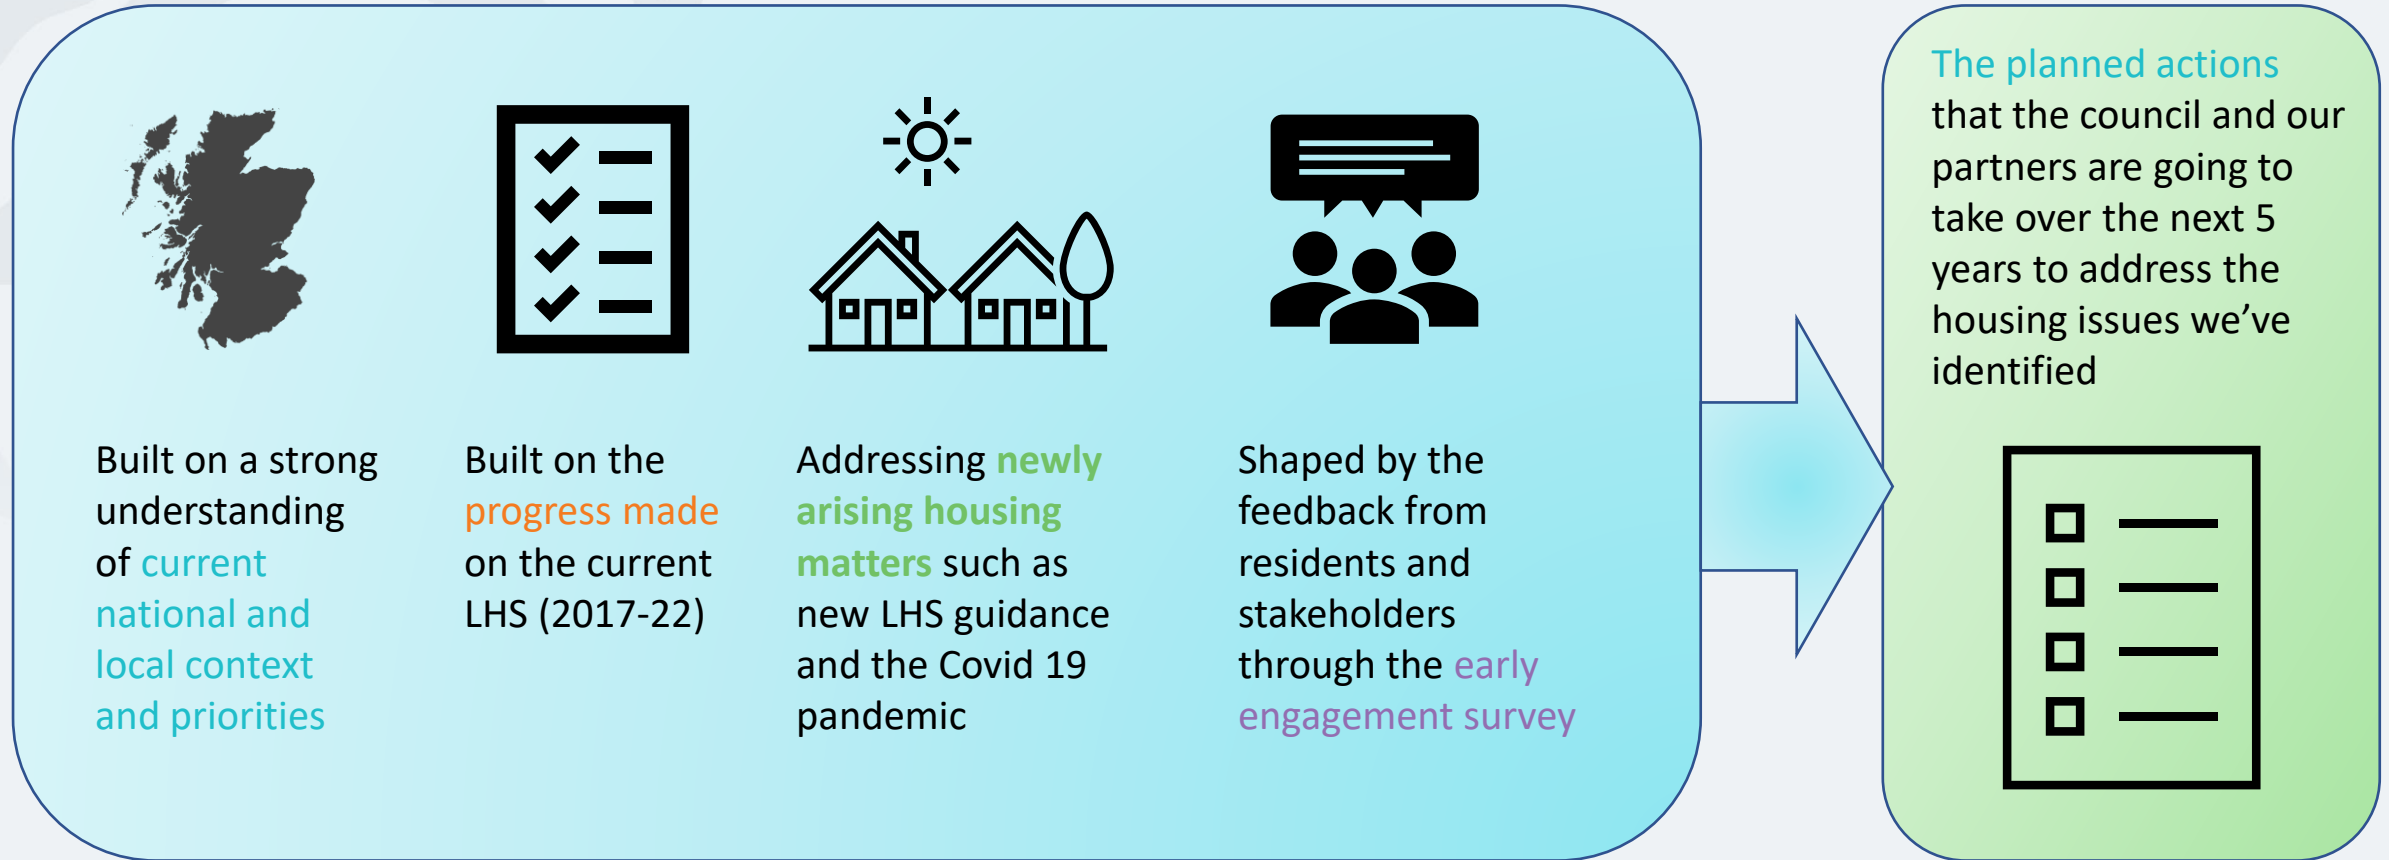 Built on a strong
understanding
of current
national and
local context
and priorities
Built on the
progress made
on the current
LHS (2017-22)
Addressing newly
arising housing
matters such as
new LHS guidance
and the Covid 19
pandemic
Shaped by the
feedback from
residents and
stakeholders
through the early
engagement survey
The planned actions
that the council and our
partners are going to
take over the next 5
years to address the
housing issues we’ve
identified